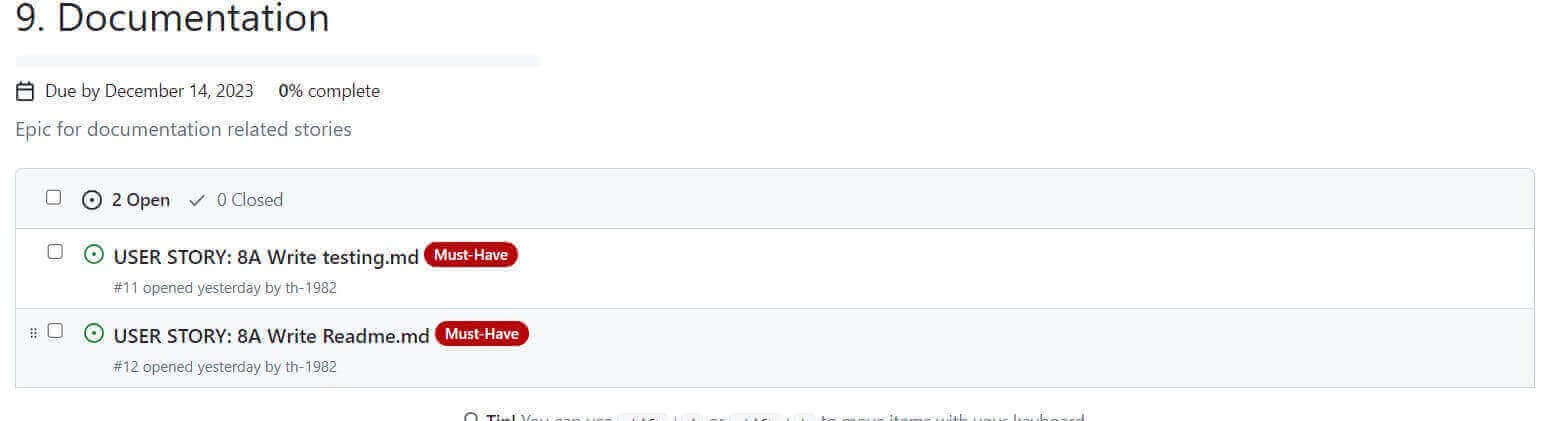 9. Documentation
Due by December 14, 2023 0% complete
Epic for documentation related stories
2 Open 0 Closed
USER STORY: 8A Write testing.md Must-Have
#11 opened yesterday by th-1982
USER STORY: 8A Write Readme.md Must-Have
#12 opened yesterday by th-1982
Tip! You can use or to move items with your keyboard